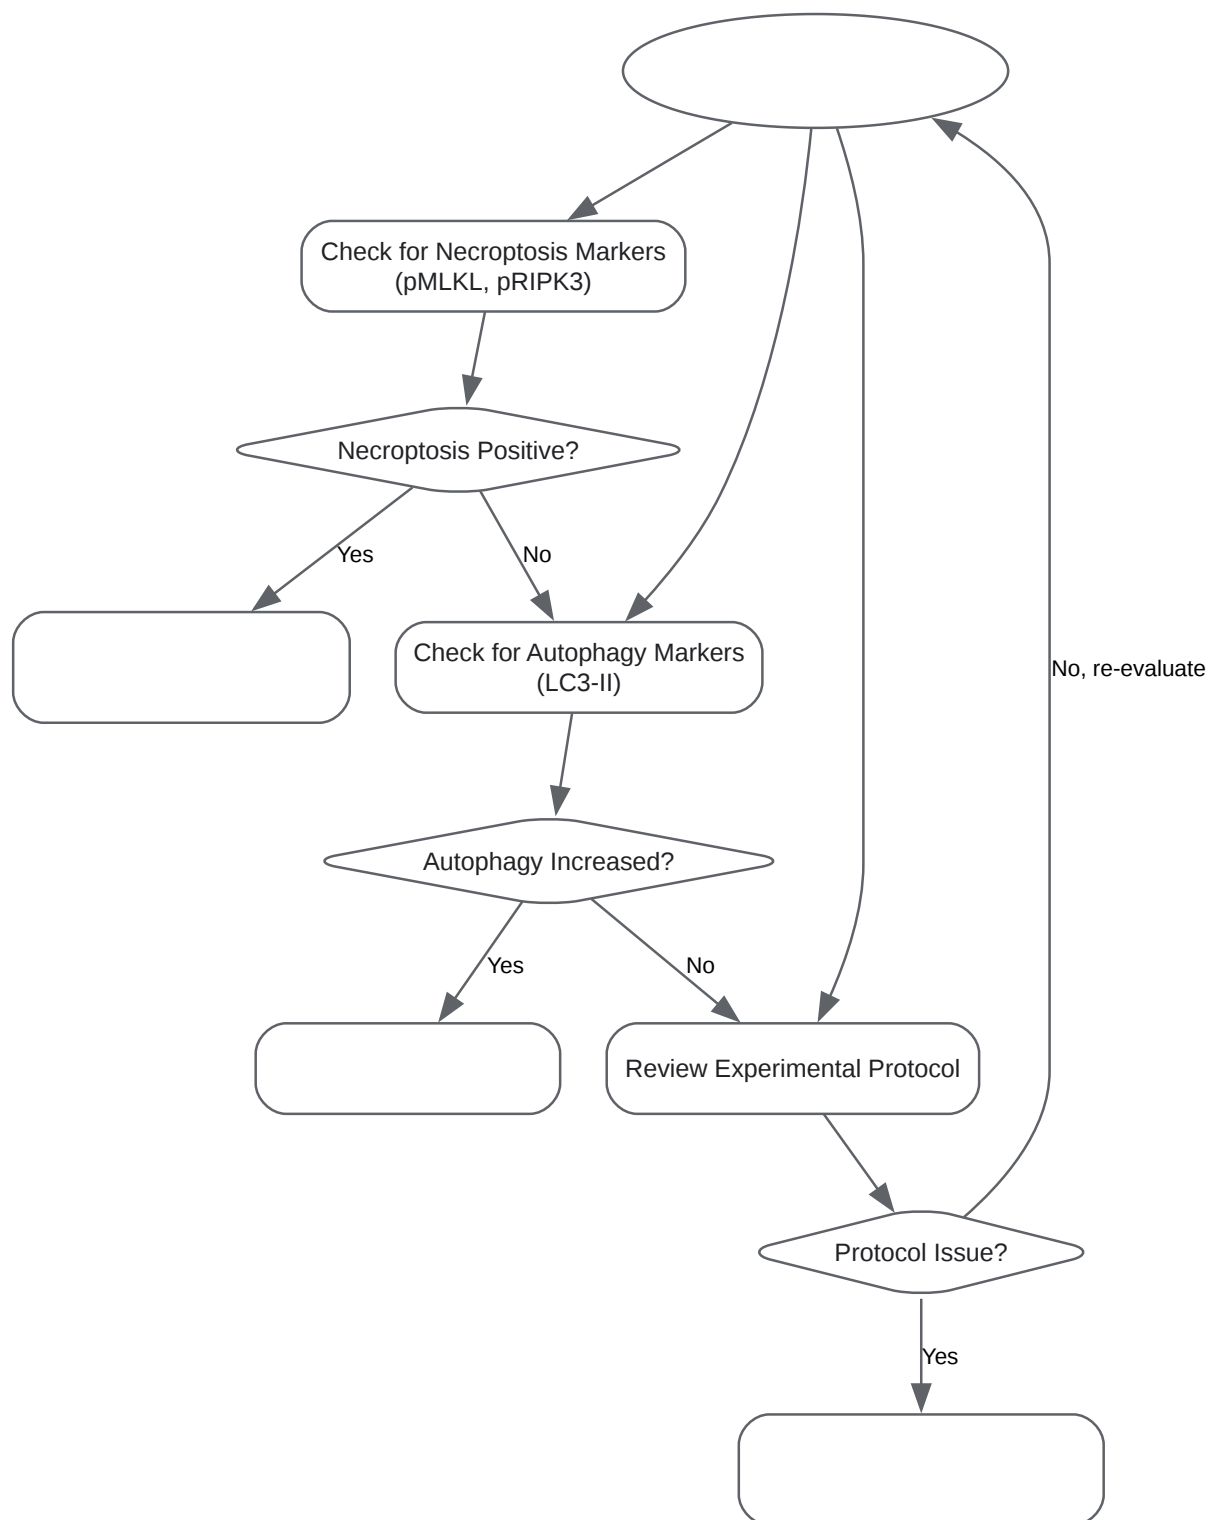 Check for Necroptosis Markers
(pMLKL, pRIPK3)
Necroptosis Positive?
Yes
No
Check for Autophagy Markers
(LC3-II)
No, re-evaluate
Autophagy Increased?
Yes
No
Review Experimental Protocol
Protocol Issue?
Yes